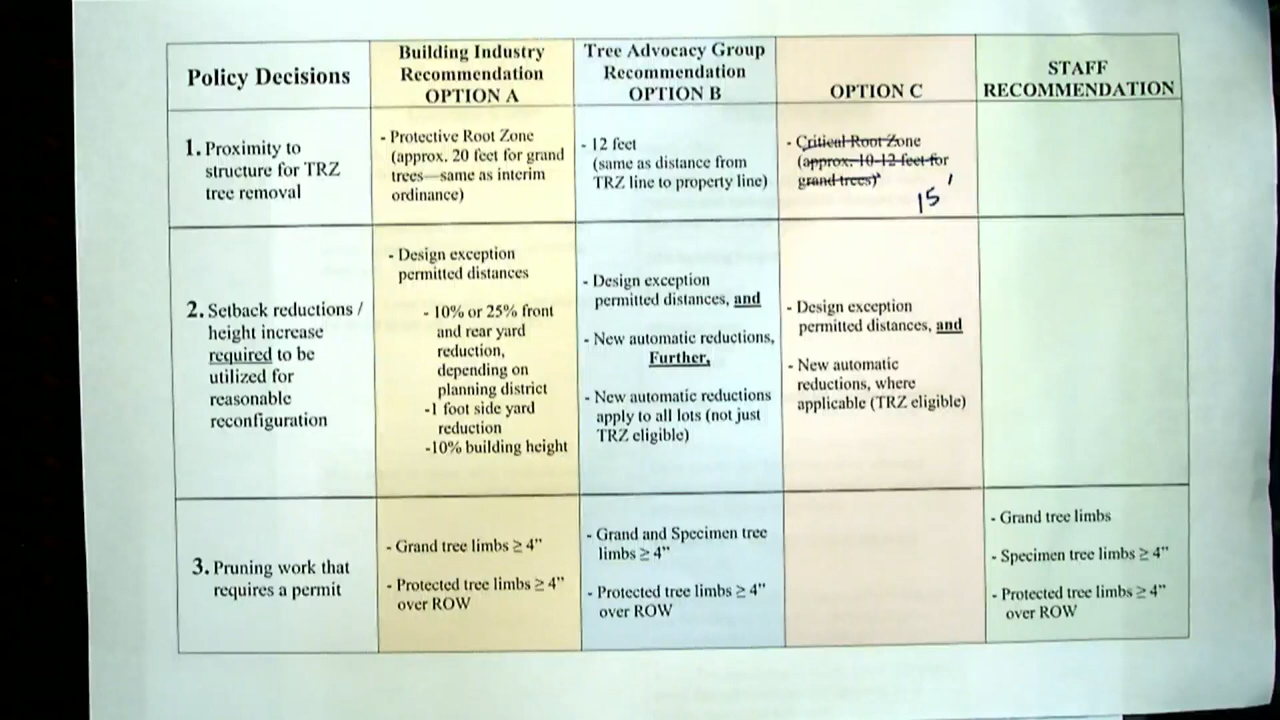 Policy Decisions
Building Industry
Recommendation
OPTION A
Tree Advocacy Group
Recommendation
OPTION B
OPTION C
STAFF
RECOMMENDATION
1. Proximity to
structure for TRZ
tree removal
- Protective Root Zone
(approx. 20 feet for grand
trees—same as interim
ordinance)
- 12 feet
(same as distance from
TRZ line to property line)
- Critical Root Zone
(approx. 10-12 feet for
grand trees)
15'
2. Setback reductions /
height increase
required to be
utilized for
reasonable
reconfiguration
- Design exception
permitted distances
- 10% or 25% front
and rear yard
reduction,
depending on
planning district
-1 foot side yard
reduction
-10% building height
- Design exception
permitted distances, and
- New automatic reductions,
Further,
- New automatic reductions
apply to all lots (not just
TRZ eligible)
- Design exception
permitted distances, and
- New automatic
reductions, where
applicable (TRZ eligible)
3. Pruning work that
requires a permit
- Grand tree limbs ≥ 4”
- Protected tree limbs ≥ 4”
over ROW
- Grand and Specimen tree
limbs ≥ 4”
- Protected tree limbs ≥ 4”
over ROW
- Grand tree limbs
- Specimen tree limbs ≥ 4”
- Protected tree limbs ≥ 4”
over ROW